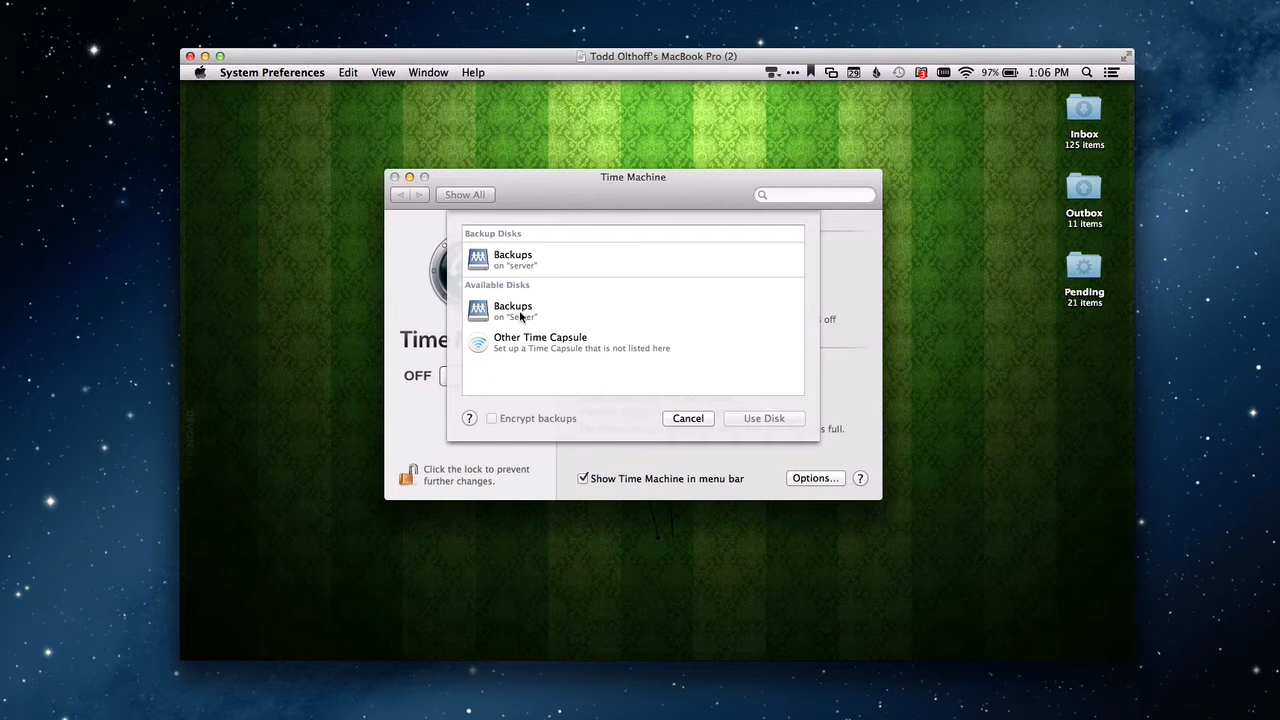 Todd Olthoff's MacBook Pro (2)
System Preferences Edit View Window Help 29 97% 1:06 PM
Inbox
125 items
Outbox
11 items
Pending
21 items
Time Machine
Show All
Backup Disks
Backups
on "server"
Available Disks
Backups
on "Server"
Other Time Capsule
Set up a Time Capsule that is not listed here
? Encrypt backups Cancel Use Disk
Time
OFF
off
s full.
Click the lock to prevent
further changes.
Show Time Machine in menu bar Options... ?